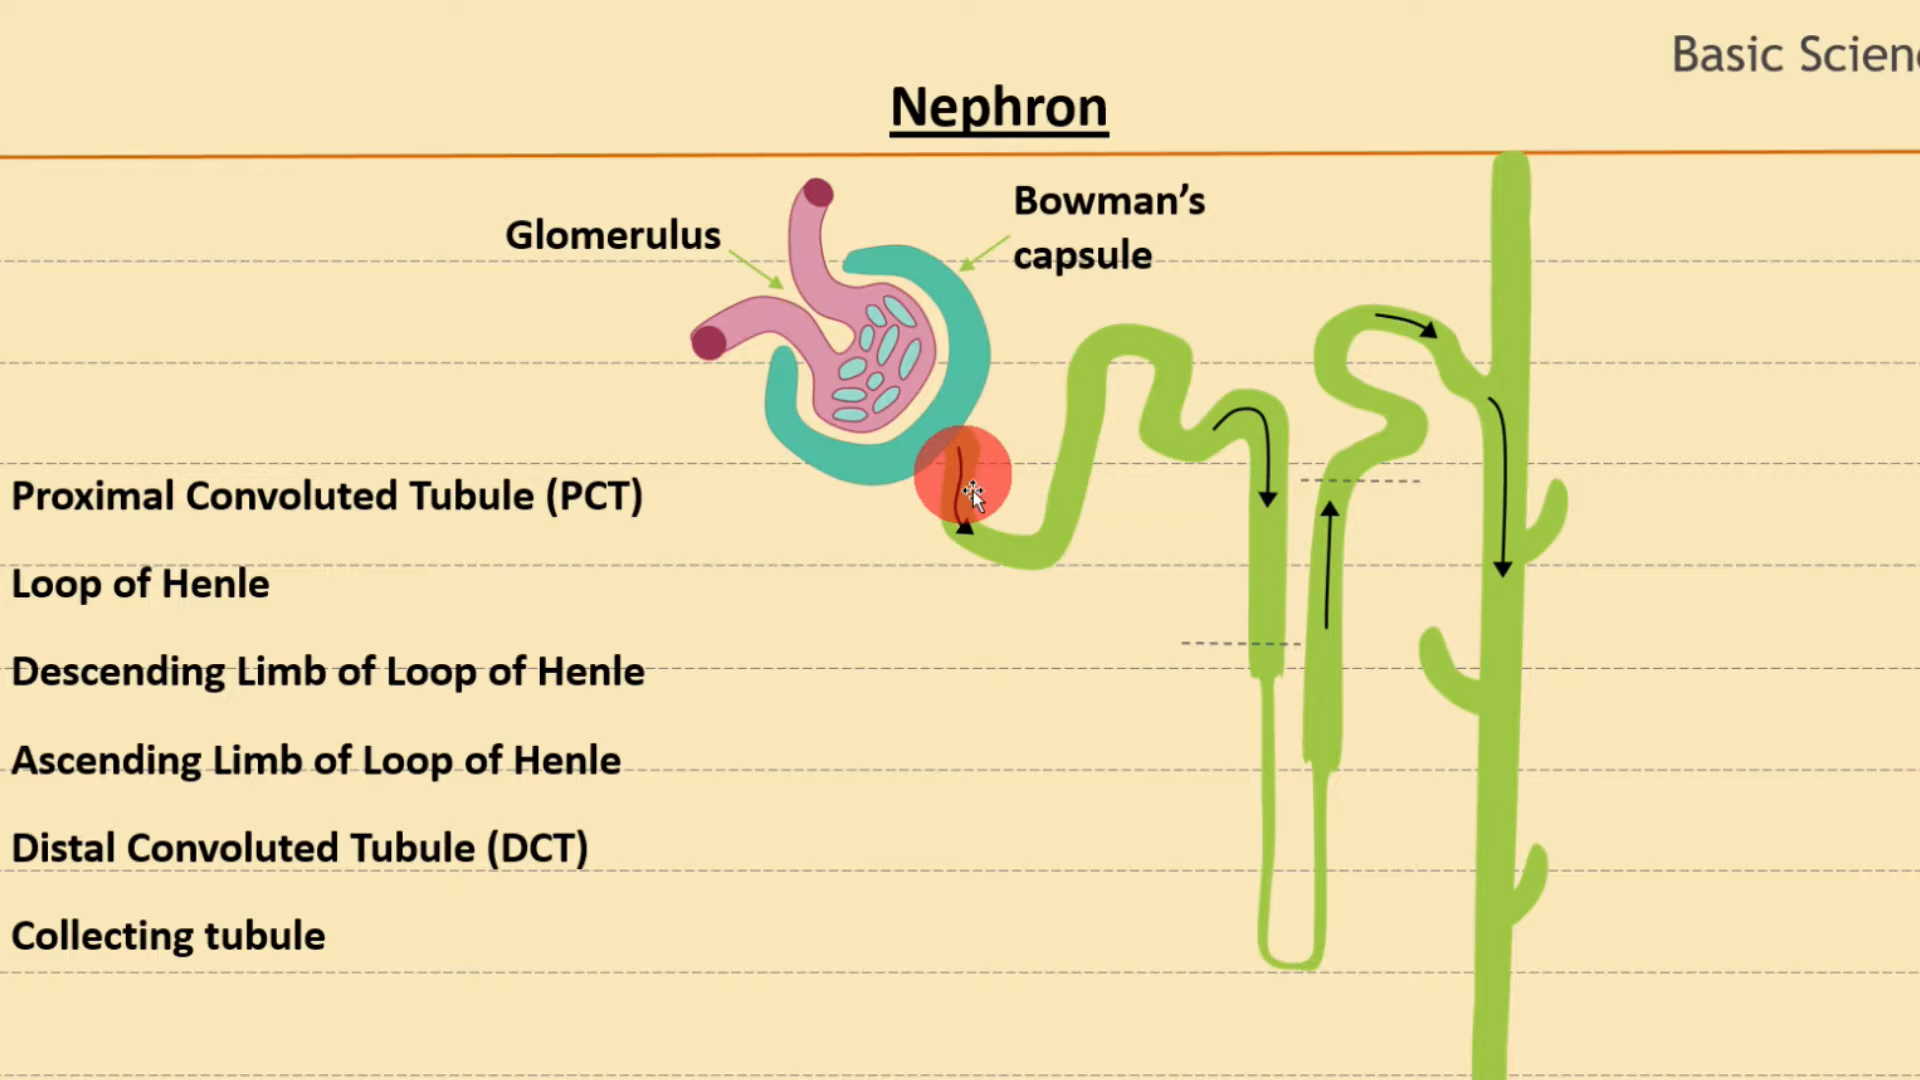 Basic Scien
Nephron
Glomerulus
Bowman’s
capsule
Proximal Convoluted Tubule (PCT)
Loop of Henle
Descending Limb of Loop of Henle
Ascending Limb of Loop of Henle
Distal Convoluted Tubule (DCT)
Collecting tubule